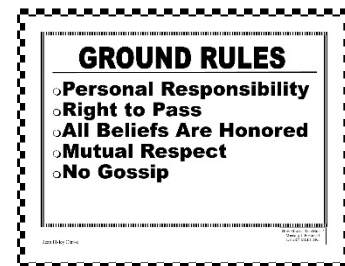 GROUND RULES
Personal Responsibility
Right to Pass
All Beliefs Are Honored
Mutual Respect
No Gossip